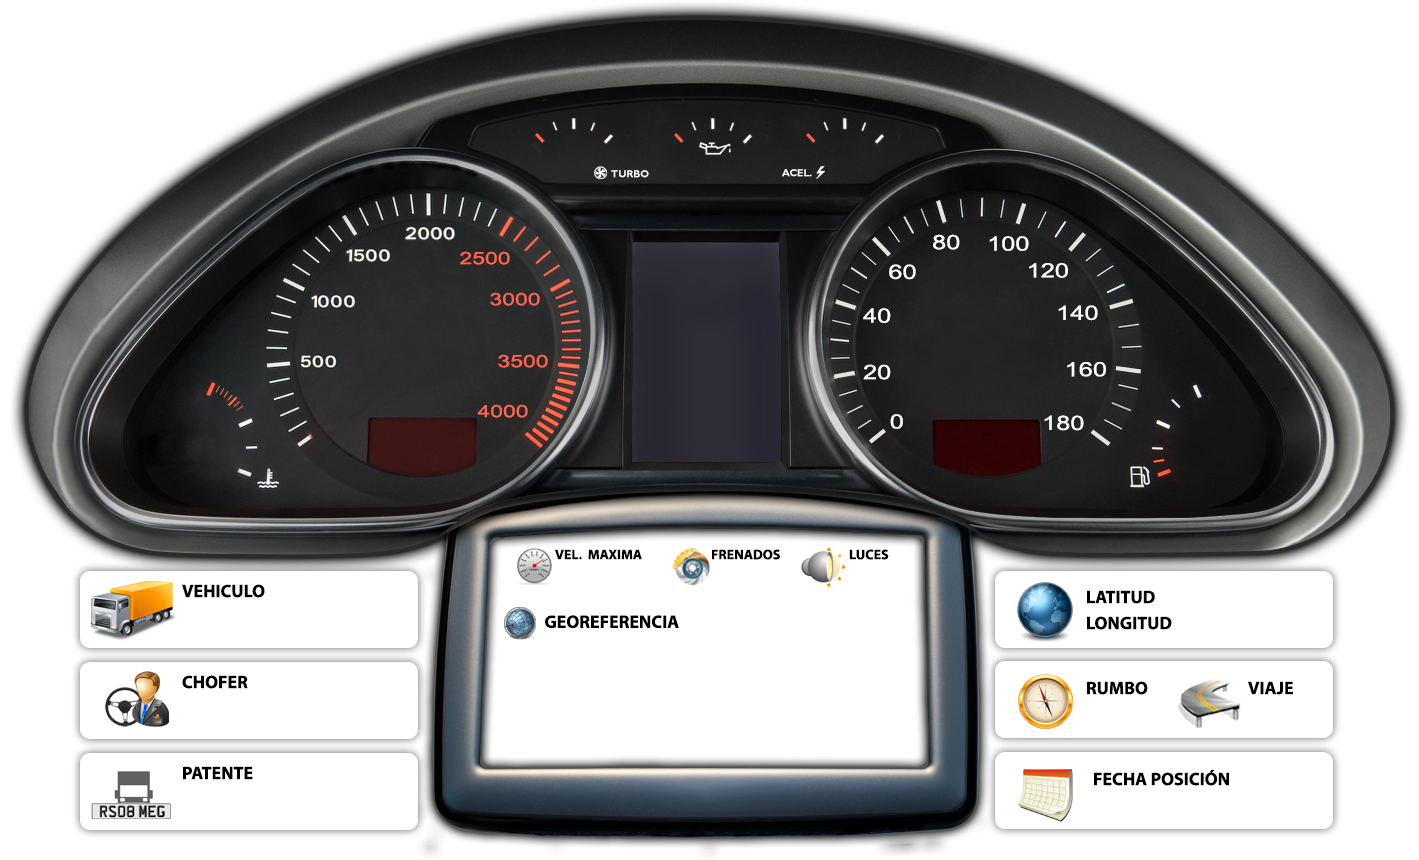 TURBO
ACEL.
500
1000
1500
2000
2500
3000
3500
4000
0
20
40
60
80
100
120
140
160
180
VEL. MAXIMA
FRENADOS
LUCES
GEOREFERENCIA
VEHICULO
CHOFER
PATENTE
RS08 MEG
LATITUD
LONGITUD
RUMBO
VIAJE
FECHA POSICIÓN